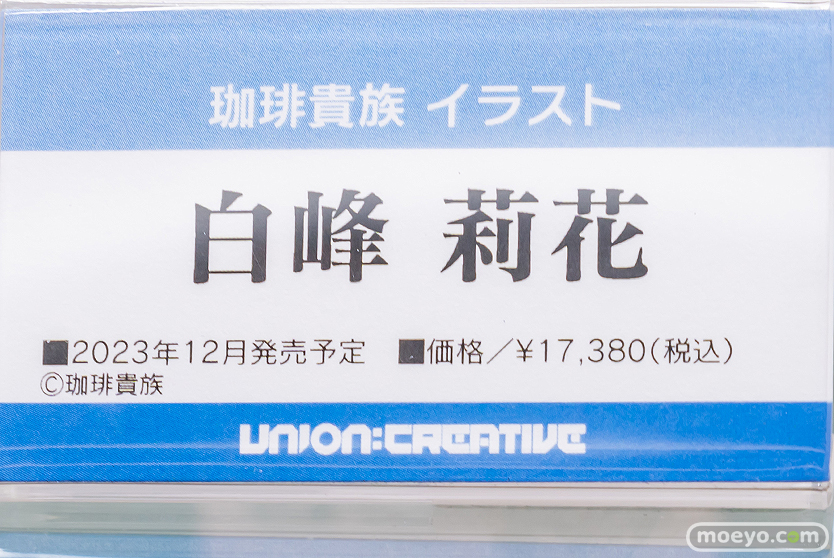 珈琲貴族 イラスト
白峰 莉花
■2023年12月発売予定 ■価格／¥17,380(税込)
©珈琲貴族
UNION:CREATIVE
moeyo.com